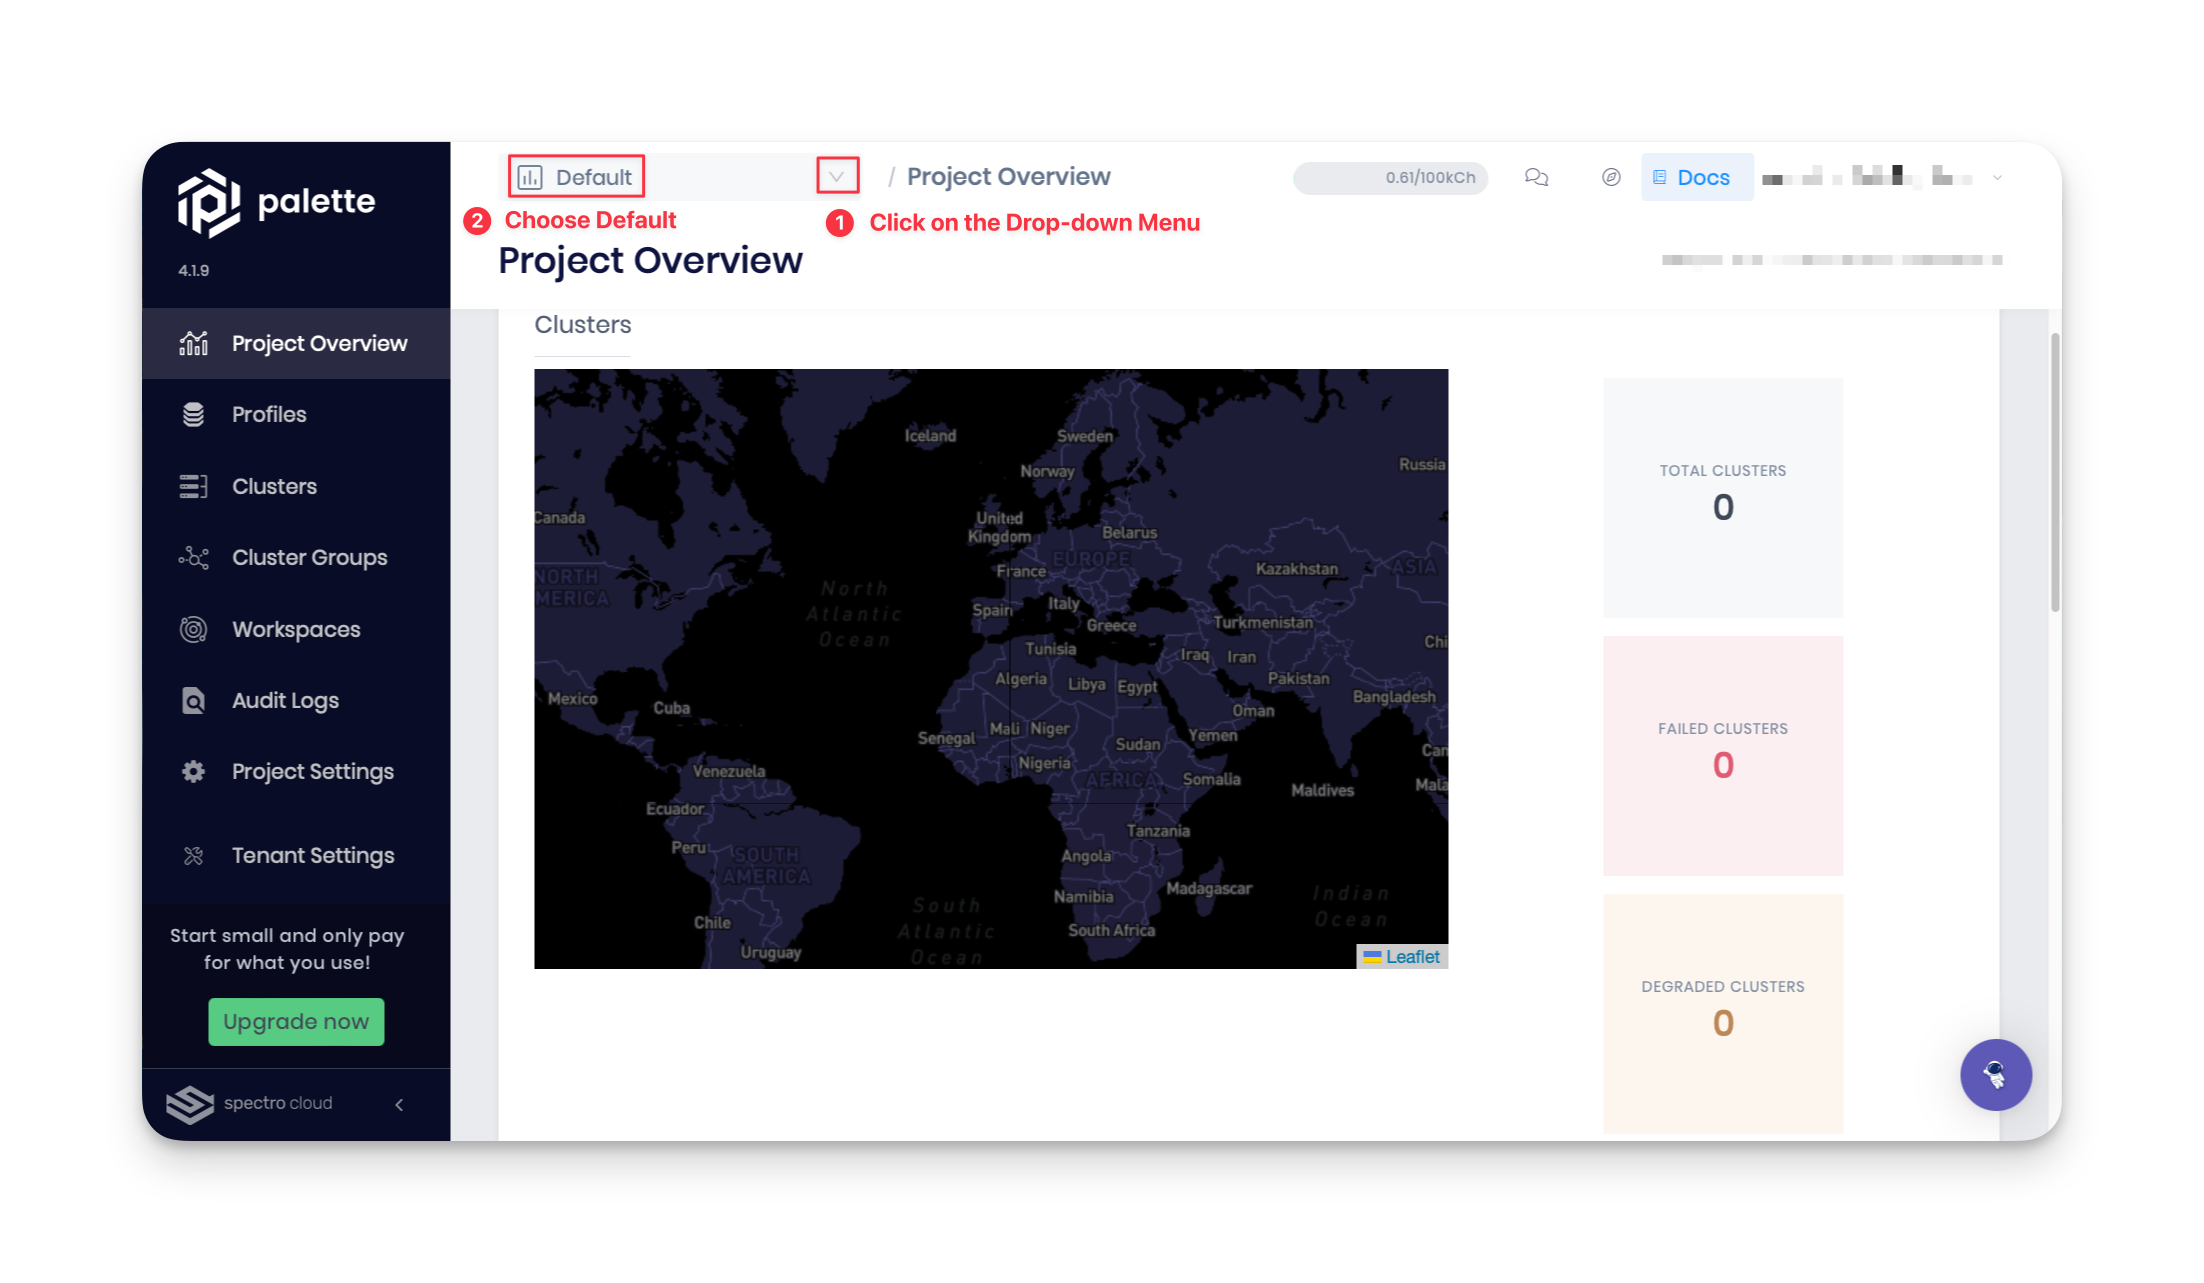 palette
4.1.9
Project Overview
Profiles
Clusters
Cluster Groups
Workspaces
Audit Logs
Project Settings
Tenant Settings
Start small and only pay
for what you use!
Upgrade now
spectro cloud
Default
/ Project Overview
0.61/100kCh
Docs
2 Choose Default
1 Click on the Drop-down Menu
Project Overview
Clusters
Iceland
Sweden
Norway
Russia
Canada
United
Kingdom
Belarus
EUROPE
France
Kazakhstan
ASIA
NORTH
MERICA
North
Atlantic
Ocean
Spain
Italy
Greece
Turkmenistan
Tunisia
Iraq
Iran
Chi
Algeria
Libya
Egypt
Pakistan
Bangladesh
Mexico
Cuba
Oman
Mali
Niger
Senegal
Sudan
Yemen
Can
Nigeria
Venezuela
AFRICA
Somalia
Maldives
Mala
Ecuador
Tanzania
Peru
SOUTH
AMERICA
Angola
Madagascar
Namibia
Indian
Ocean
South
Atlantic
Ocean
Chile
South Africa
Uruguay
Leaflet
TOTAL CLUSTERS
0
FAILED CLUSTERS
0
DEGRADED CLUSTERS
0